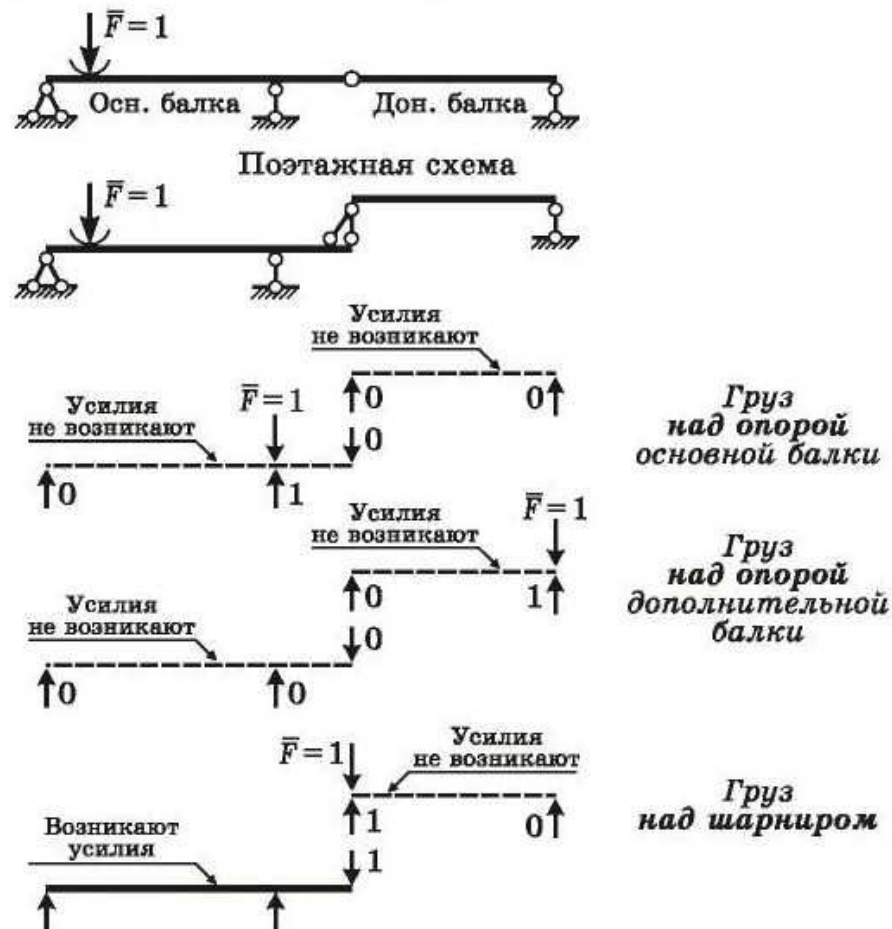 F̅=1
Осн. балка
Дон. балка
Поэтажная схема
F̅=1
Усилия
не возникают
Усилия
не возникают
F̅=1
0
0
0
0
1
Груз
над опорой
основной балки
Усилия
не возникают
F̅=1
Усилия
не возникают
0
1
0
0
0
Груз
над опорой
дополнительной
балки
F̅=1
Усилия
не возникают
1
0
Возникают
усилия
1
Груз
над шарниром